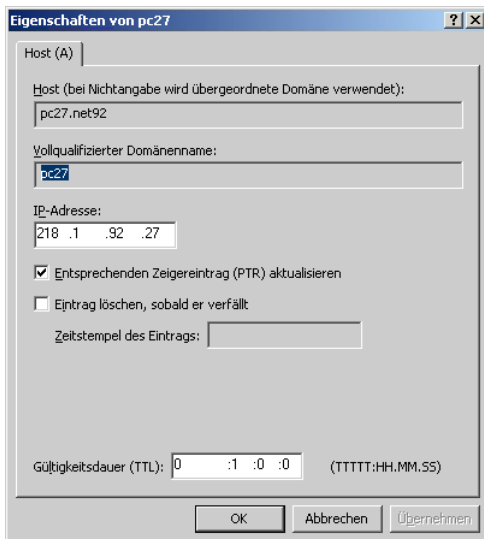 Eigenschaften von pc27
Host (A)
Host (bei Nichtangabe wird übergeordnete Domäne verwendet):
pc27.net92
Vollqualifizierter Domänenname:
pc27
IP-Adresse:
218 .1 .92 .27
Entsprechenden Zeigereintrag (PTR) aktualisieren
Eintrag löschen, sobald er verfällt
Zeitstempel des Eintrags:
Gültigkeitsdauer (TTL): 0 :1 :0 :0 (TTTTT:HH.MM.SS)
OK Abbrechen Übernehmen